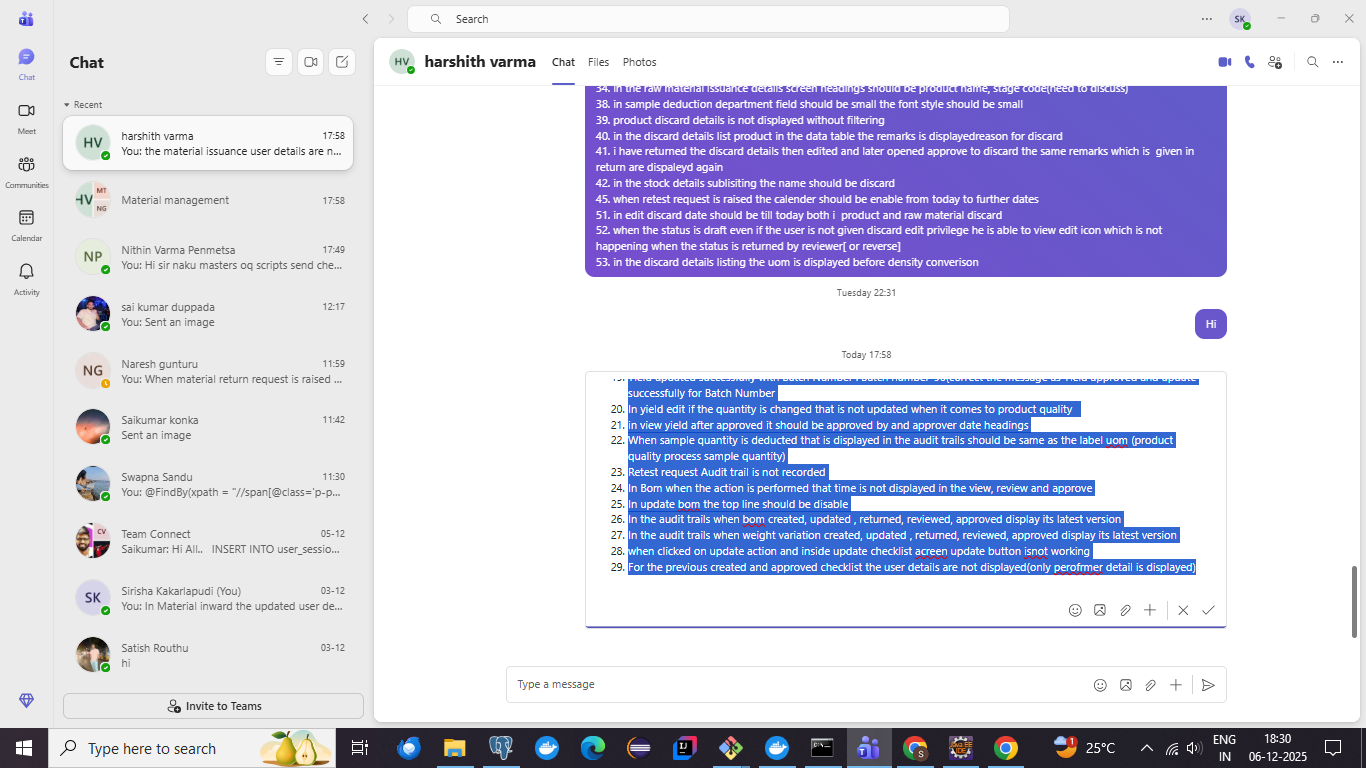 Search
SK
Chat
Meet
Communities
Calendar
Activity
Chat
Recent
HV
harshith varma
17:58
You: the material issuance user details are n...
HV
MT
NG
Material management
17:58
NP
Nithin Varma Penmetsa
17:49
You: Hi sir naku masters oq scripts send che...
sai kumar duppada
12:17
You: Sent an image
NG
Naresh gunturu
11:59
You: When material return request is raised ...
Saikumar konka
11:42
Sent an image
Swapna Sandu
11:30
You: @FindBy(xpath = "//span[@class='p-p...
CV
Team Connect
05-12
Saikumar: Hi All..   INSERT INTO user_sessio...
SK
Sirisha Kakarlapudi (You)
03-12
You: In Material inward the updated user de...
Satish Routhu
03-12
hi
Invite to Teams
HV
harshith varma
Chat
Files
Photos
34. in the raw material issuance details screen headings should be product name, stage code(need to discuss)
38. in sample deduction department field should be small the font style should be small
39. product discard details is not displayed without filtering
40. in the discard details list product in the data table the remarks is displayedreason for discard
41. i have returned the discard details then edited and later opened approve to discard the same remarks which is  given in
return are dispaleyd again
42. in the stock details sublisiting the name should be discard
45. when retest request is raised the calender should be enable from today to further dates
51. in edit discard date should be till today both i  product and raw material discard
52. when the status is draft even if the user is not given discard edit privilege he is able to view edit icon which is not
happening when the status is returned by reviewer[ or reverse]
53. in the discard details listing the uom is displayed before density converison
Tuesday 22:31
Hi
Today 17:58
successfully for Batch Number
20. In yield edit if the quantity is changed that is not updated when it comes to product quality
21. In view yield after approved it should be approved by and approver date headings
22. When sample quantity is deducted that is displayed in the audit trails should be same as the label uom (product
quality process sample quantity)
23. Retest request Audit trail is not recorded
24. In Bom when the action is performed that time is not displayed in the view, review and approve
25. In update bom the top line should be disable
26. In the audit trails when bom created, updated , returned, reviewed, approved display its latest version
27. In the audit trails when weight variation created, updated , returned, reviewed, approved display its latest version
28. when clicked on update action and inside update checklist acreen update button isnot working
29. For the previous created and approved checklist the user details are not displayed(only perofrmer detail is displayed)
Type a message
Type here to search
25°C
ENG
IN
18:30
06-12-2025